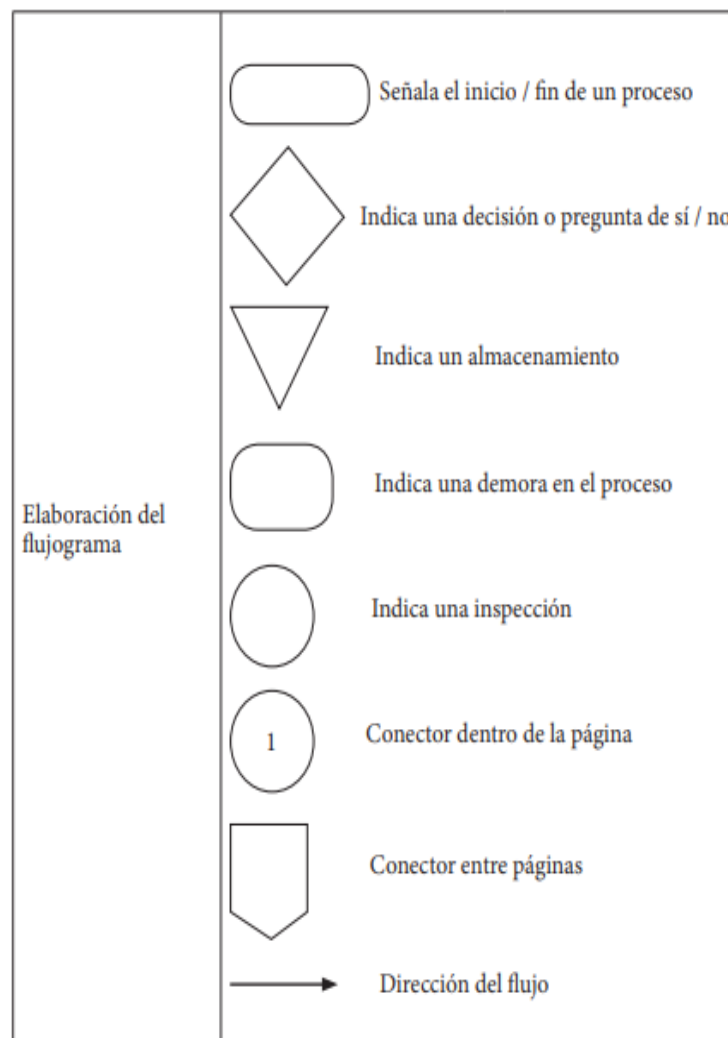 Señala el inicio / fin de un proceso
Indica una decisión o pregunta de sí / no
Indica un almacenamiento
Indica una demora en el proceso
Elaboración del
flujograma
Indica una inspección
1
Conector dentro de la página
Conector entre páginas
Dirección del flujo